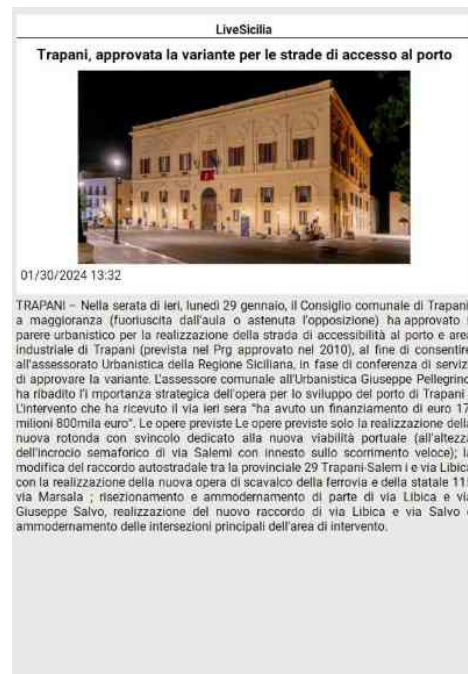 LiveSicilia
Trapani, approvata la variante per le strade di accesso al porto
01/30/2024 13:32
TRAPANI – Nella serata di ieri, lunedì 29 gennaio, il Consiglio comunale di Trapani
a maggioranza (fuoriuscita dall'aula o astenuta l'opposizione) ha approvato
parere urbanistico per la realizzazione della strada di accessibilità al porto e area
industriale di Trapani (prevista nel Prg approvato nel 2010), al fine di consentire
all'assessorato Urbanistica della Regione Siciliana, in fase di conferenza di serviz
di approvare la variante. L'assessore comunale all'Urbanistica Giuseppe Pellegrino
ha ribadito l'i mportanza strategica dell'opera per lo sviluppo del porto di Trapani
L'intervento che ha ricevuto il via ieri sera "ha avuto un finanziamento di euro 17
milioni 800mila euro". Le opere previste Le opere previste solo la realizzazione della
nuova rotonda con svincolo dedicato alla nuova viabilità portuale (all'altezz
dell'incrocio semaforico di via Salemi con innesto sullo scorrimento veloce); la
modifica del raccordo autostradale tra la provinciale 29 Trapani-Salem i e via Libica
con la realizzazione della nuova opera di scavalco della ferrovia e della statale 115
via Marsala ; risezionamento e ammodernamento di parte di via Libica e via
Giuseppe Salvo, realizzazione del nuovo raccordo di via Libica e via Salvo
ammodernamento delle intersezioni principali dell'area di intervento.